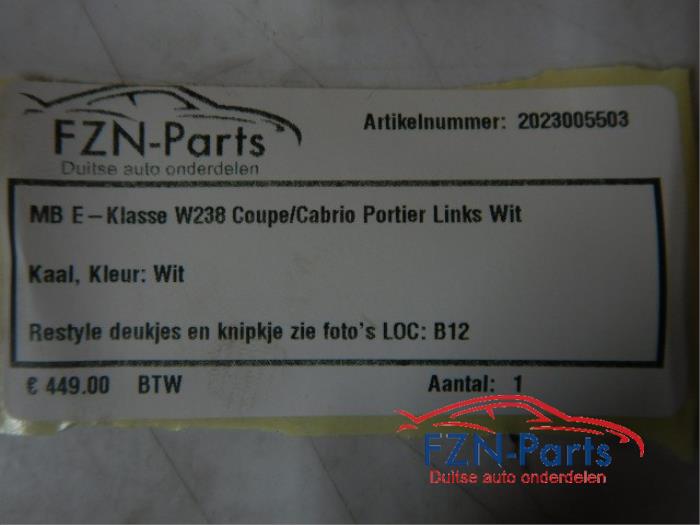 FZN-Parts
Duitse auto onderdelen
Artikelnummer: 2023005503
MB E-Klasse W238 Coupe/Cabrio Portier Links Wit
Kaal, Kleur: Wit
Restyle deukjes en knipkje zie foto's LOC: B12
€ 449.00 BTW Aantal: 1
FZN-Parts
Duitse auto onderdelen